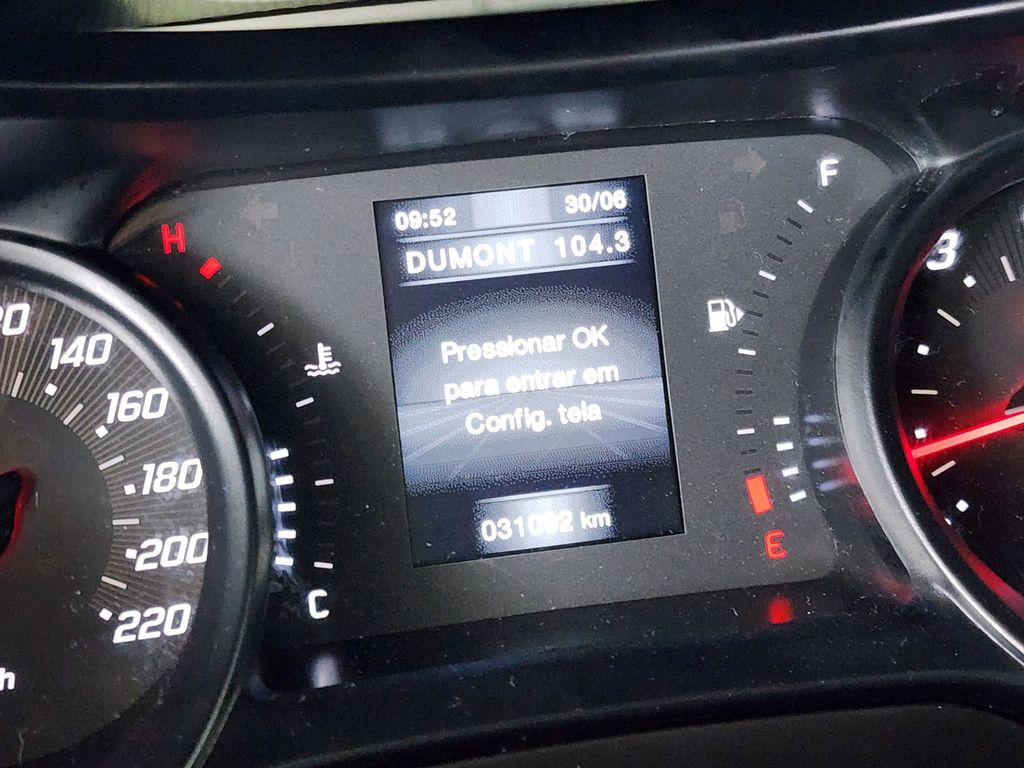 09:52 30/06
DUMONT 104.3
Pressionar OK
para entrar em
Config. tela
031092 km
H
C
F
E
140
160
180
200
220
3